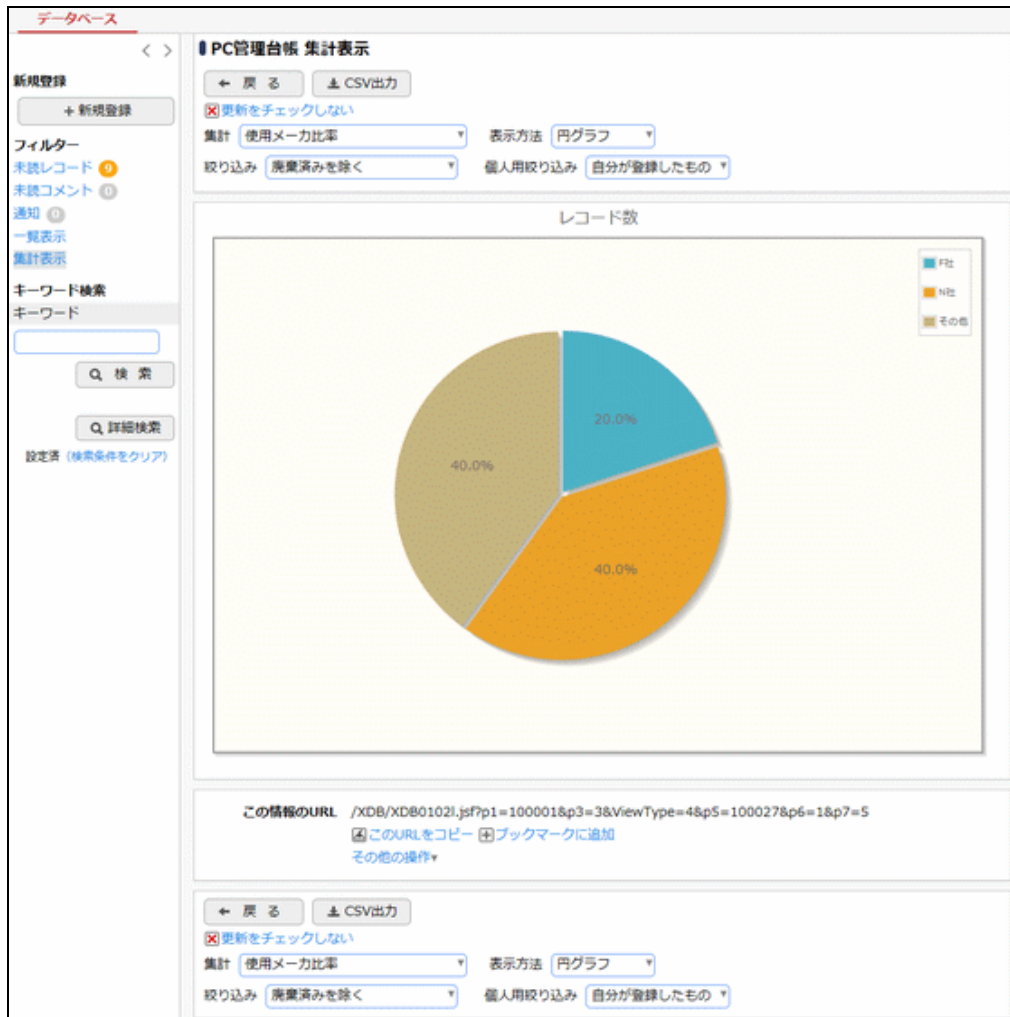 データベース
< >
新規登録
+ 新規登録
フィルター
未読レコード 9
未読コメント 0
通知 0
一覧表示
集計表示
キーワード検索
キーワード
検 索
詳細検索
設定済 (検索条件をクリア)
PC管理台帳 集計表示
← 戻 る CSV出力
更新をチェックしない
集計 使用メーカ比率 表示方法 円グラフ
絞り込み 廃棄済みを除く 個人用絞り込み 自分が登録したもの
レコード数
F社
N社
その他
20.0%
40.0%
40.0%
この情報のURL /XDB/XDB0102l.jsf?p1=100001&p3=3&ViewType=4&p5=100027&p6=1&p7=5
このURLをコピー ブックマークに追加
その他の操作▾
← 戻 る CSV出力
更新をチェックしない
集計 使用メーカ比率 表示方法 円グラフ
絞り込み 廃棄済みを除く 個人用絞り込み 自分が登録したもの